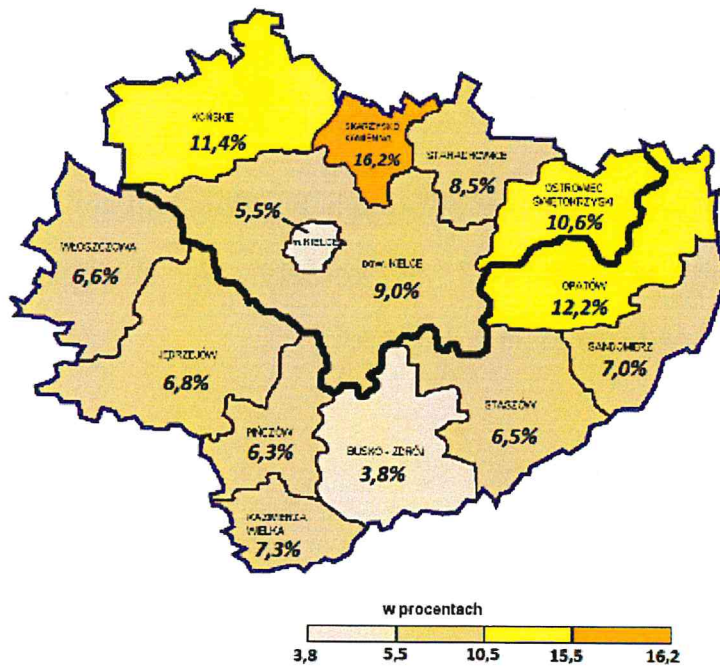 KOŃSKIE
11,4%
SKARŻYSKO
KAMIENNA
16,2%
STARACHOWICE
8,5%
OSTROWIEC
ŚWIĘTOKRZYSKI
10,6%
5,5%
m. KIELCE
WŁOSZCZOWA
6,6%
pow. KIELCE
9,0%
OPATÓW
12,2%
SANDOMIERZ
7,0%
JĘDRZEJÓW
6,8%
STASZÓW
6,5%
PIŃCZÓW
6,3%
BUSKO - ZDRÓJ
3,8%
KAZIMIERZA
WIELKA
7,3%
w procentach
3,8 5,5 10,5 15,5 16,2